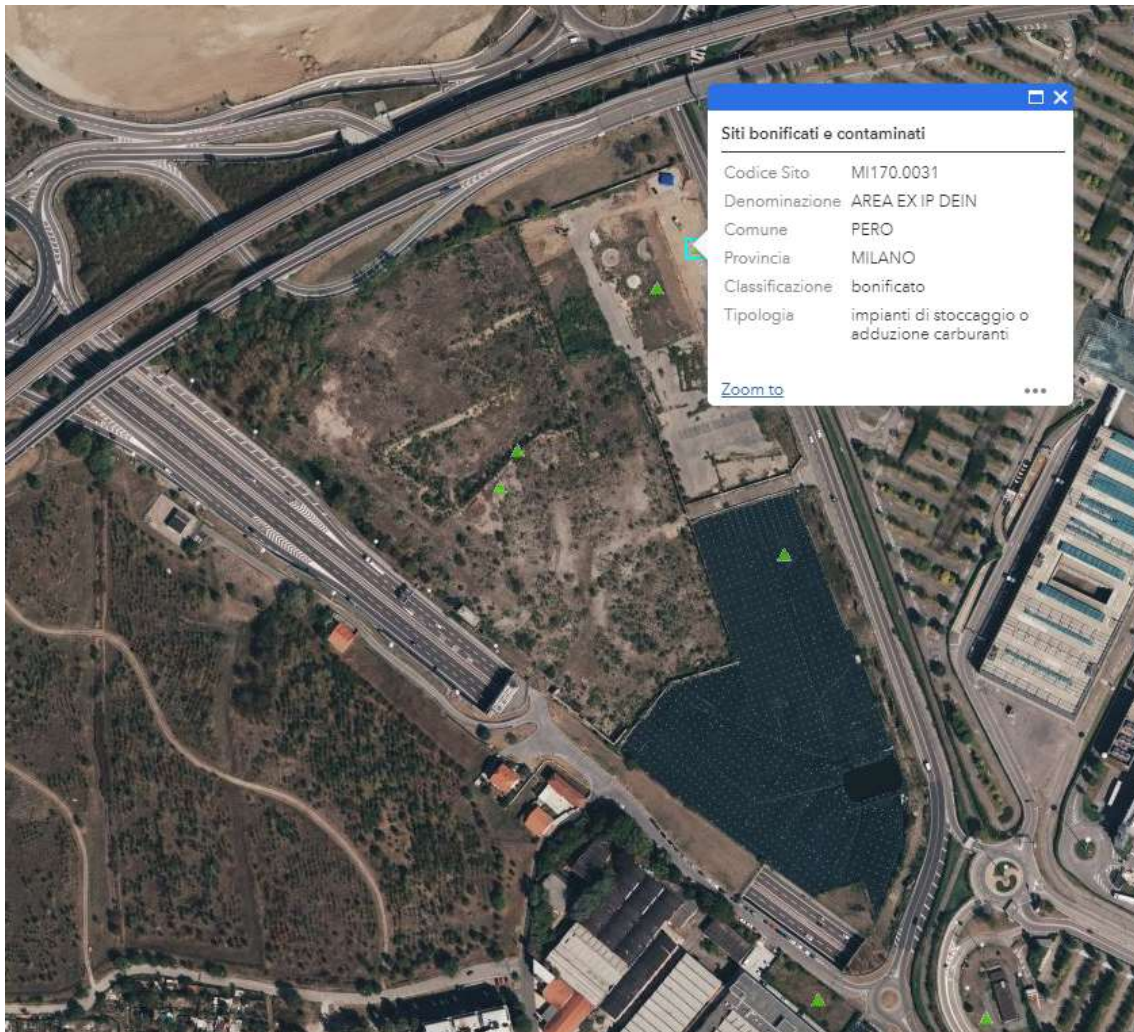 Siti bonificati e contaminati
Codice Sito MI170.0031
Denominazione AREA EX IP DEIN
Comune PERO
Provincia MILANO
Classificazione bonificato
Tipologia impianti di stoccaggio o
adduzione carburanti
Zoom to